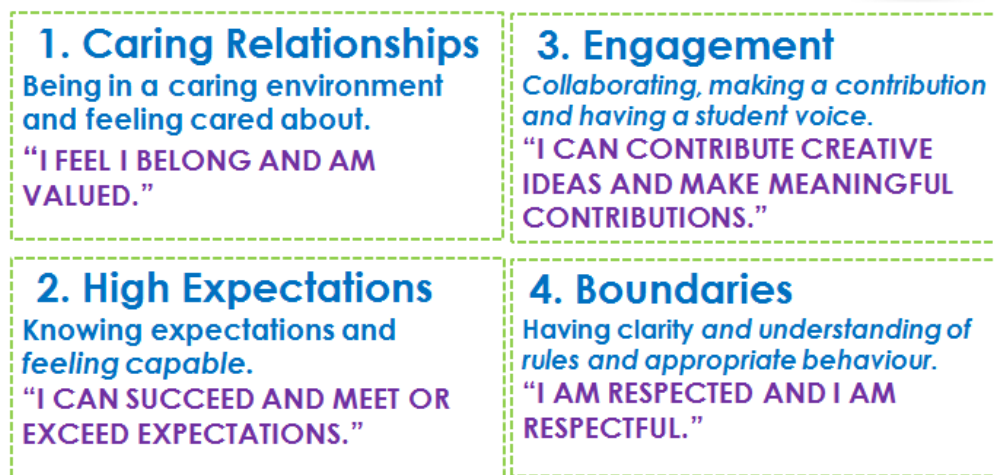 1. Caring Relationships
Being in a caring environment
and feeling cared about.
“I FEEL I BELONG AND AM
VALUED.”
2. High Expectations
Knowing expectations and
feeling capable.
“I CAN SUCCEED AND MEET OR
EXCEED EXPECTATIONS.”
3. Engagement
Collaborating, making a contribution
and having a student voice.
“I CAN CONTRIBUTE CREATIVE
IDEAS AND MAKE MEANINGFUL
CONTRIBUTIONS.”
4. Boundaries
Having clarity and understanding of
rules and appropriate behaviour.
“I AM RESPECTED AND I AM
RESPECTFUL.”